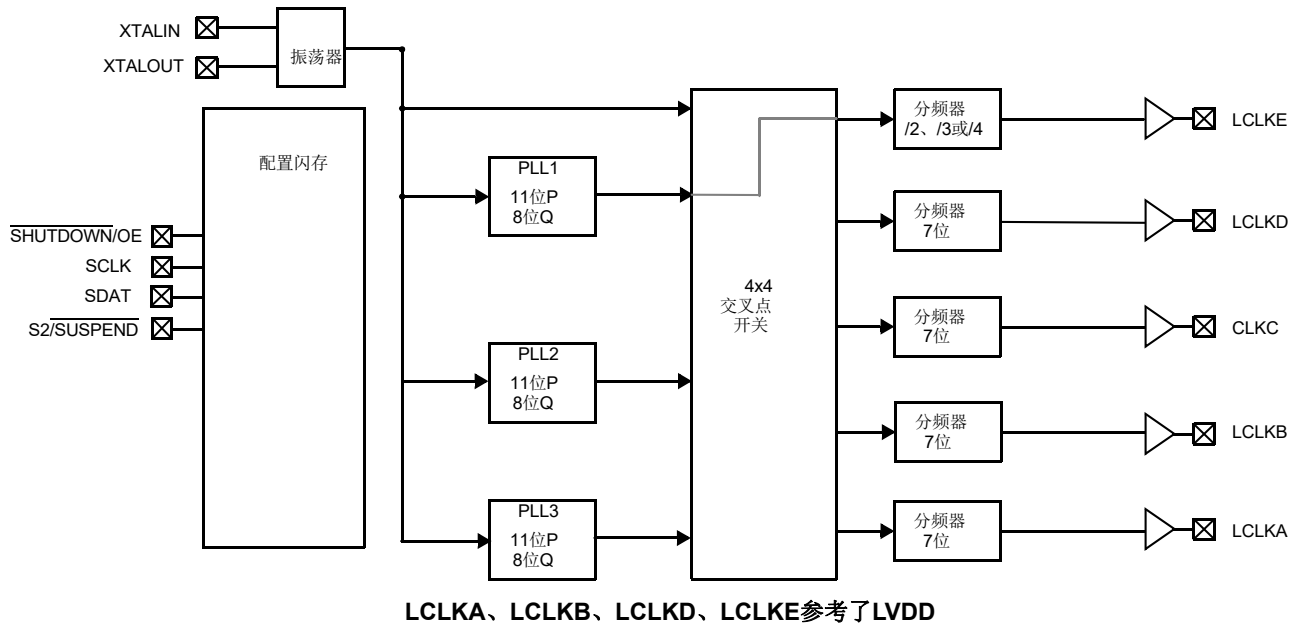 XTALIN
XTALOUT
振荡器
配置闪存
SHUTDOWN/OE
SCLK
SDAT
S2/SUSPEND
PLL1
11位P
8位Q
PLL2
11位P
8位Q
PLL3
11位P
8位Q
4x4
交叉点
开关
分频器
/2、/3或/4
LCLKE
分频器
7位
LCLKD
分频器
7位
CLKC
分频器
7位
LCLKB
分频器
7位
LCLKA
LCLKA、LCLKB、LCLKD、LCLKE参考了LVDD